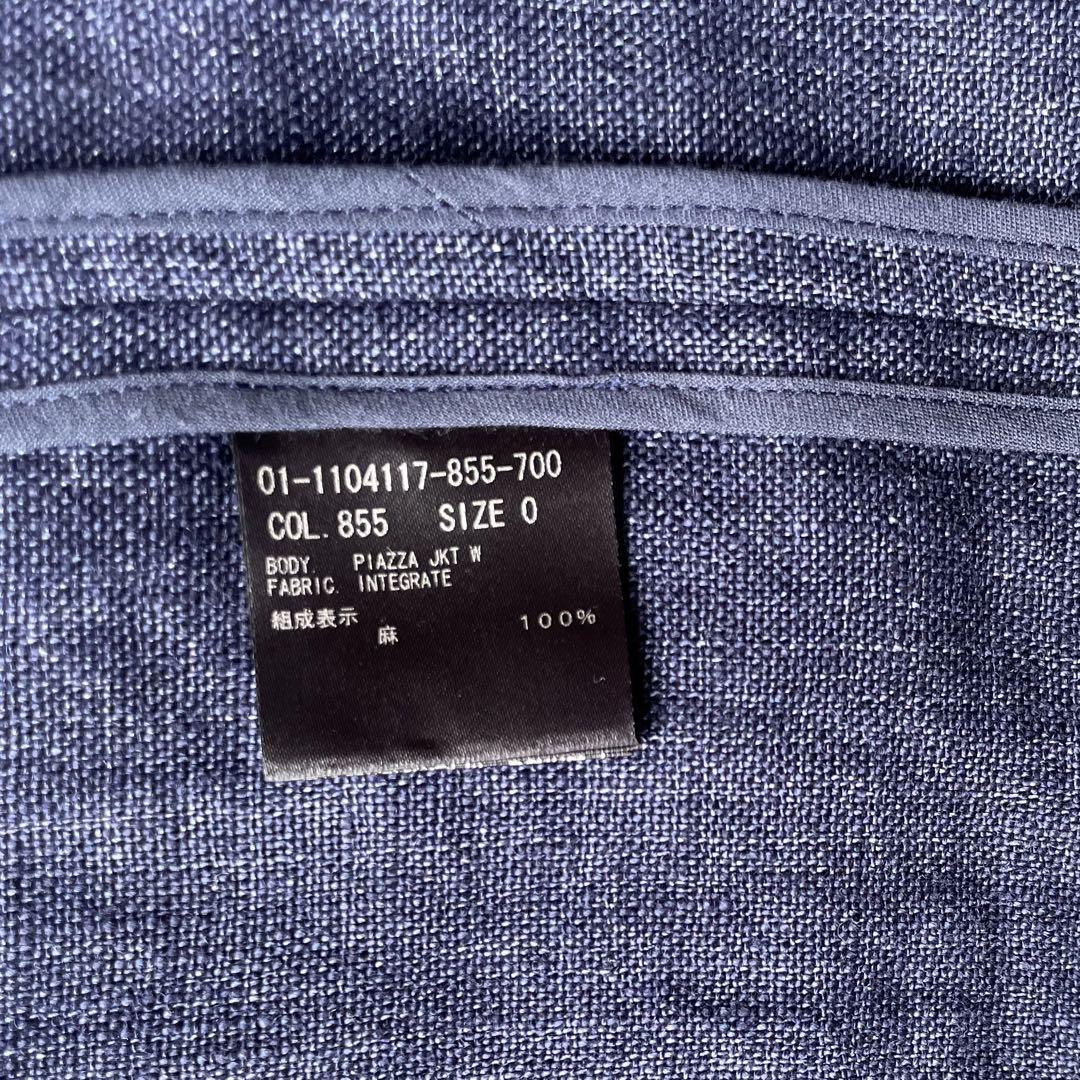 01-1104117-855-700
COL. 855 SIZE 0
BODY. PIAZZA JKT W
FABRIC. INTEGRATE
組成表示
麻 100%